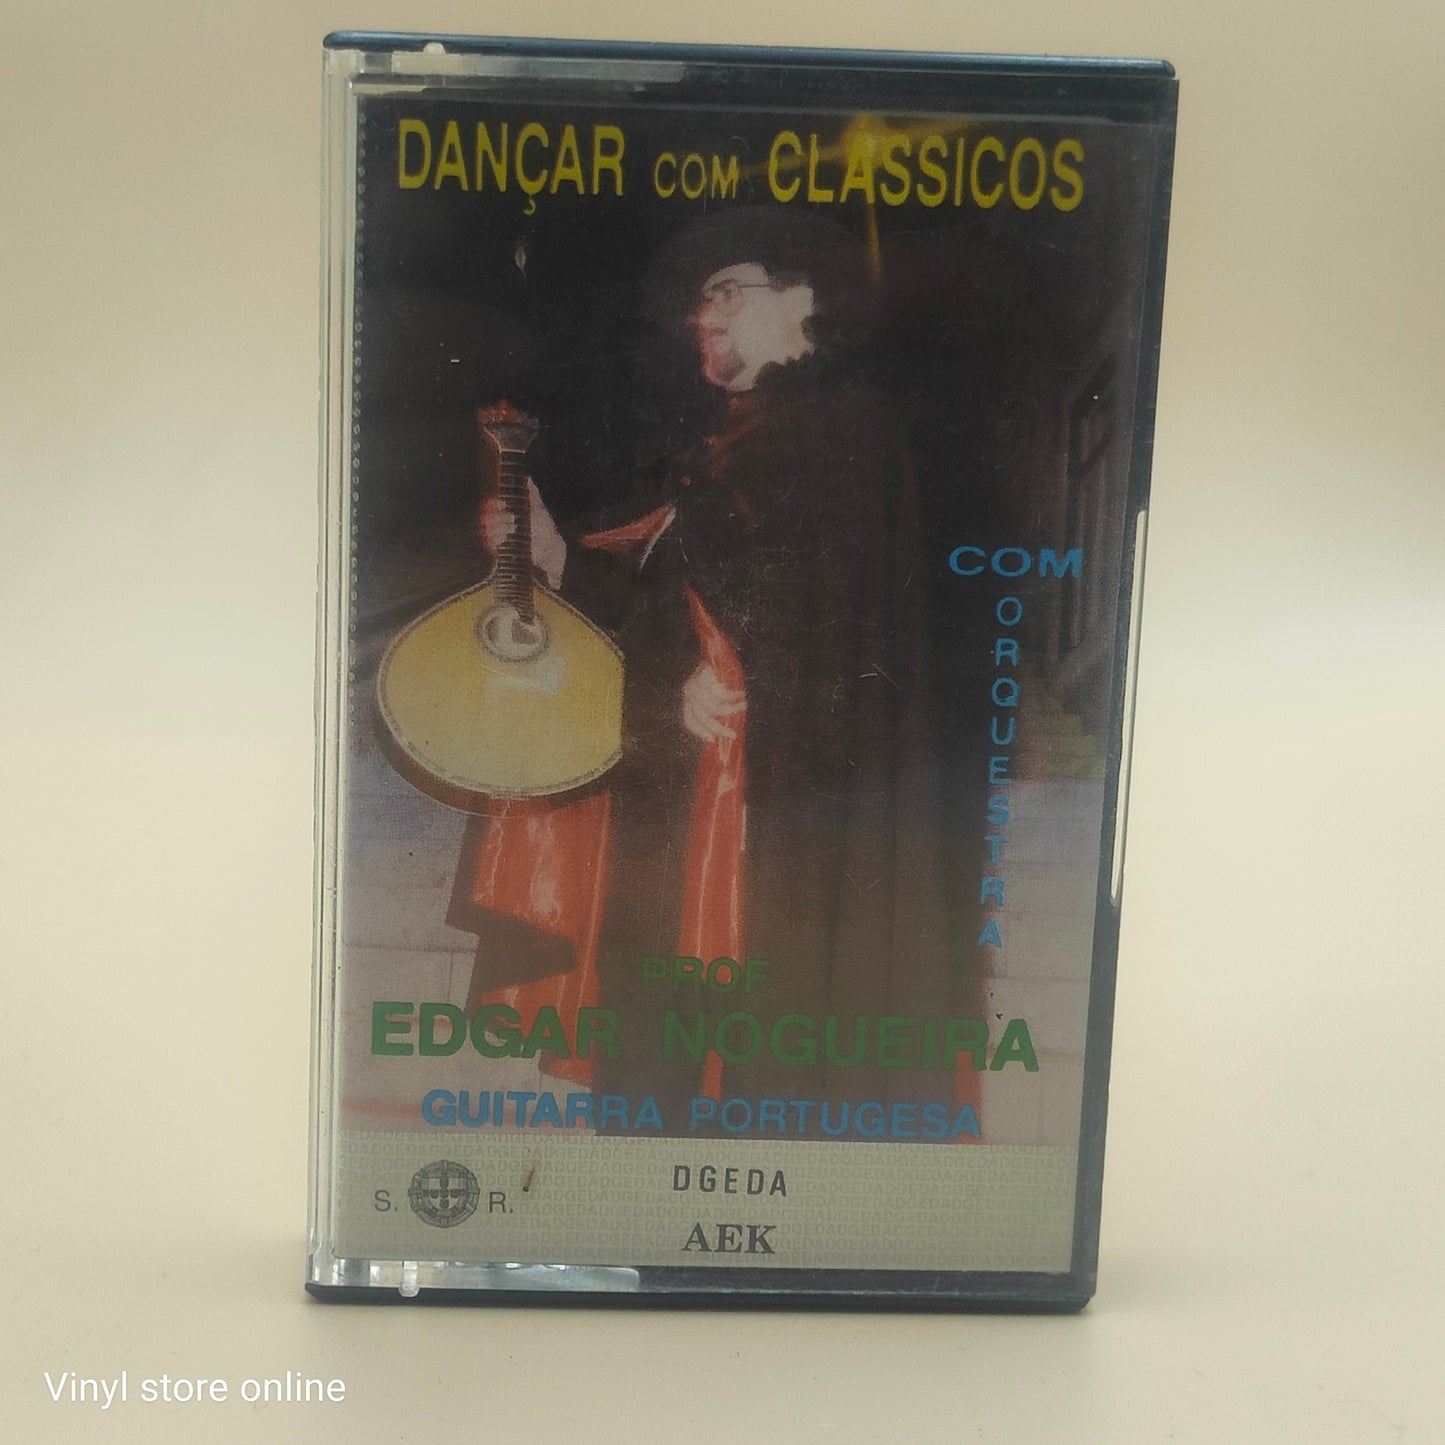 DANÇAR COM CLASSICOS
COM
ORQUESTRA
PROF
EDGAR NOGUEIRA
GUITARRA PORTUGESA
S. R.
DGEDA
AEK
Vinyl store online